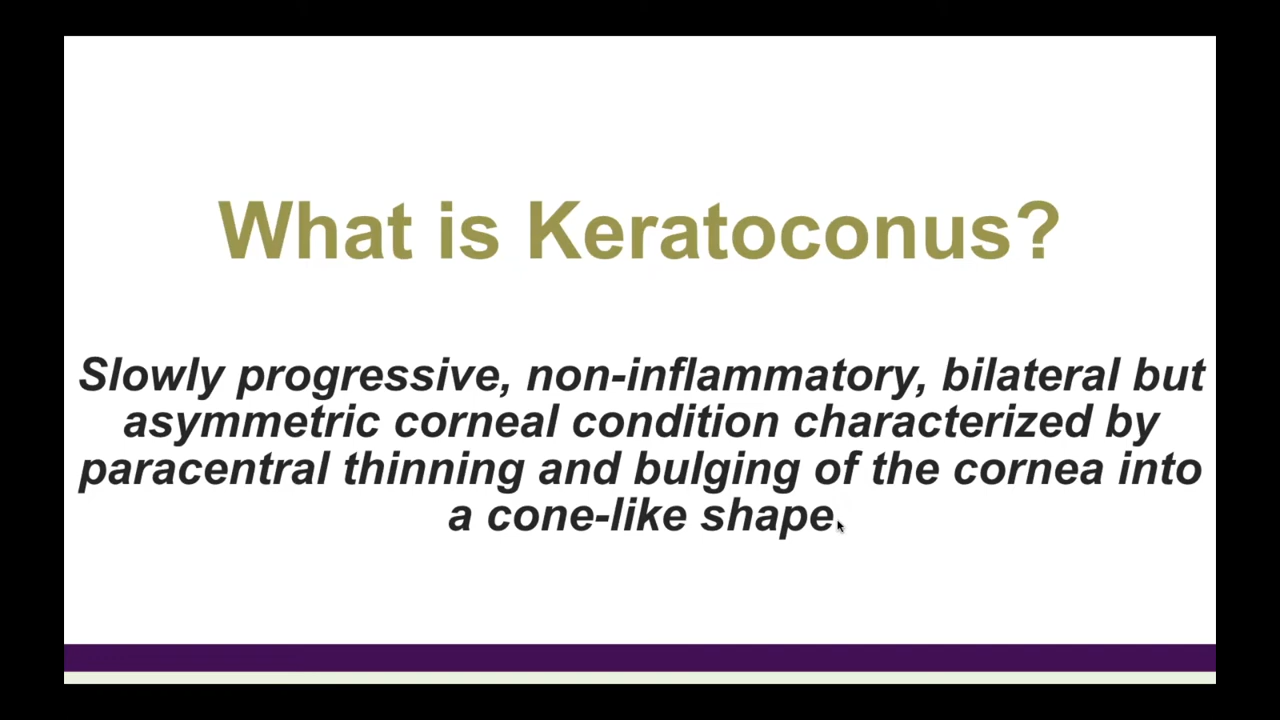 What is Keratoconus?
Slowly progressive, non-inflammatory, bilateral but
asymmetric corneal condition characterized by
paracentral thinning and bulging of the cornea into
a cone-like shape.